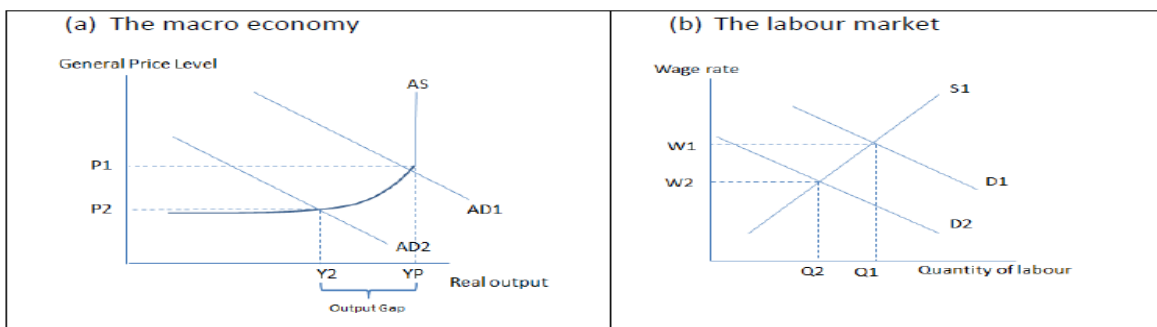 (a) The macro economy
General Price Level
AS
P1
P2
AD1
AD2
Y2
YP
Real output
Output Gap
(b) The labour market
Wage rate
S1
W1
W2
D1
D2
Q2
Q1
Quantity of labour